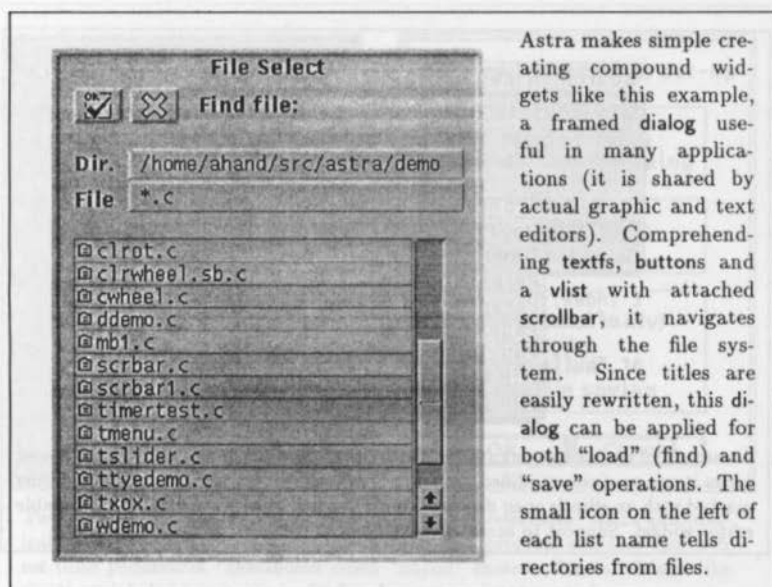 File Select
OK
Find file:
Dir. /home/ahand/src/astra/demo
File *.c
clrot.c
clrwheel.sb.c
cwheel.c
ddemo.c
mb1.c
scrbar.c
scrbar1.c
timertest.c
tmenu.c
tslider.c
ttyedemo.c
txox.c
wdemo.c
Astra makes simple cre-
ating compound wid-
gets like this example,
a framed dialog use-
ful in many applica-
tions (it is shared by
actual graphic and text
editors). Comprehend-
ing textfs, buttons and
a vlist with attached
scrollbar, it navigates
through the file sys-
tem. Since titles are
easily rewritten, this di-
alog can be applied for
both “load” (find) and
“save” operations. The
small icon on the left of
each list name tells di-
rectories from files.